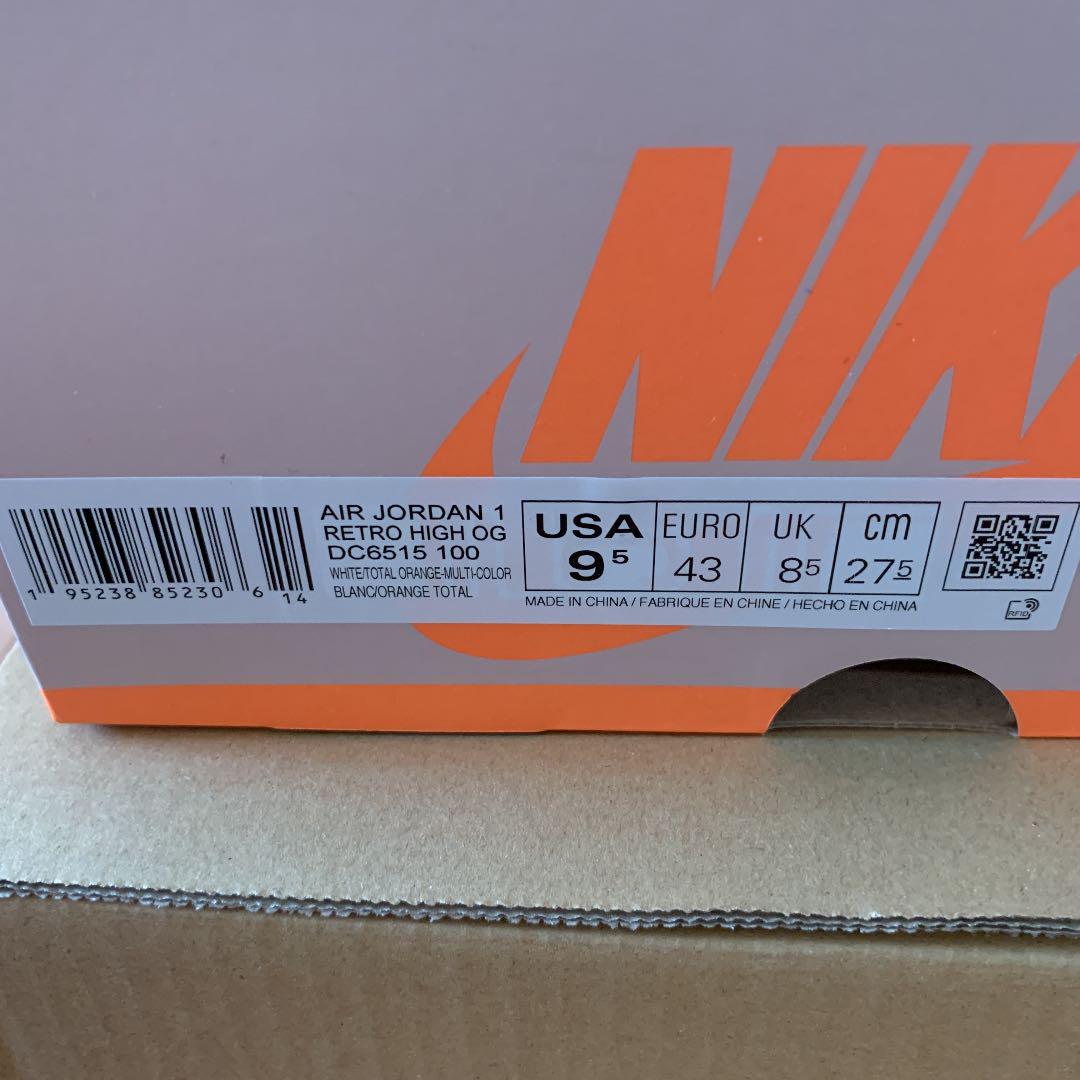 NIK
AIR JORDAN 1
RETRO HIGH OG
DC6515 100
WHITE/TOTAL ORANGE-MULTI-COLOR
BLANC/ORANGE TOTAL
1 95238 85230 6 14
USA EURO UK cm
9⁵ 43 8⁵ 27⁵
MADE IN CHINA / FABRIQUE EN CHINE / HECHO EN CHINA
RFID